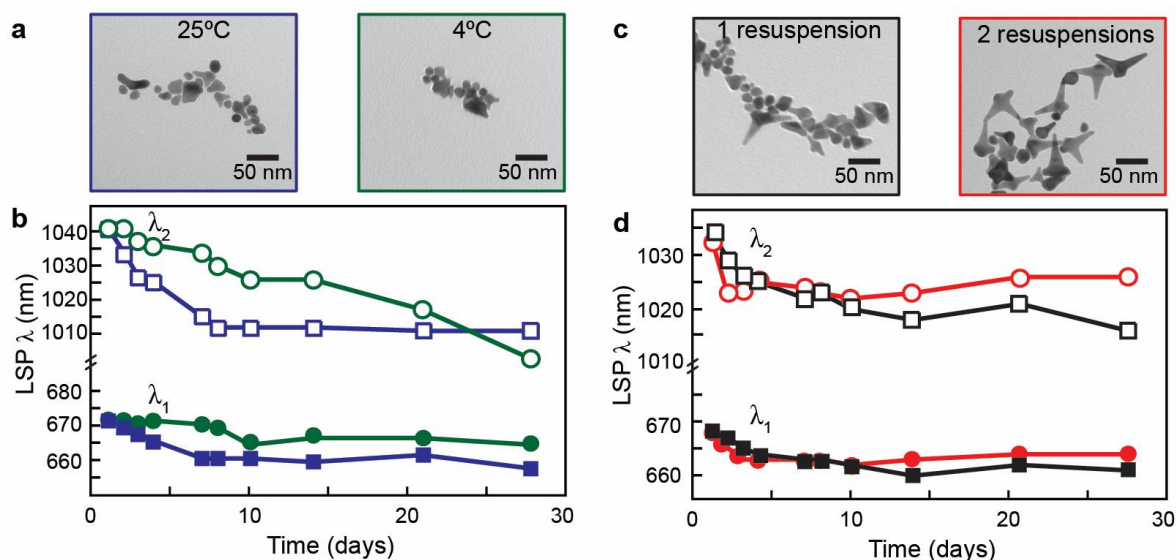 a
25ºC
50 nm
4ºC
50 nm
c
1 resuspension
50 nm
2 resuspensions
50 nm
b
LSP λ (nm)
1040
1030
1020
1010
680
670
660
λ2
λ1
0
10
20
30
Time (days)
d
LSP λ (nm)
1030
1020
1010
670
660
λ2
λ1
0
10
20
30
Time (days)